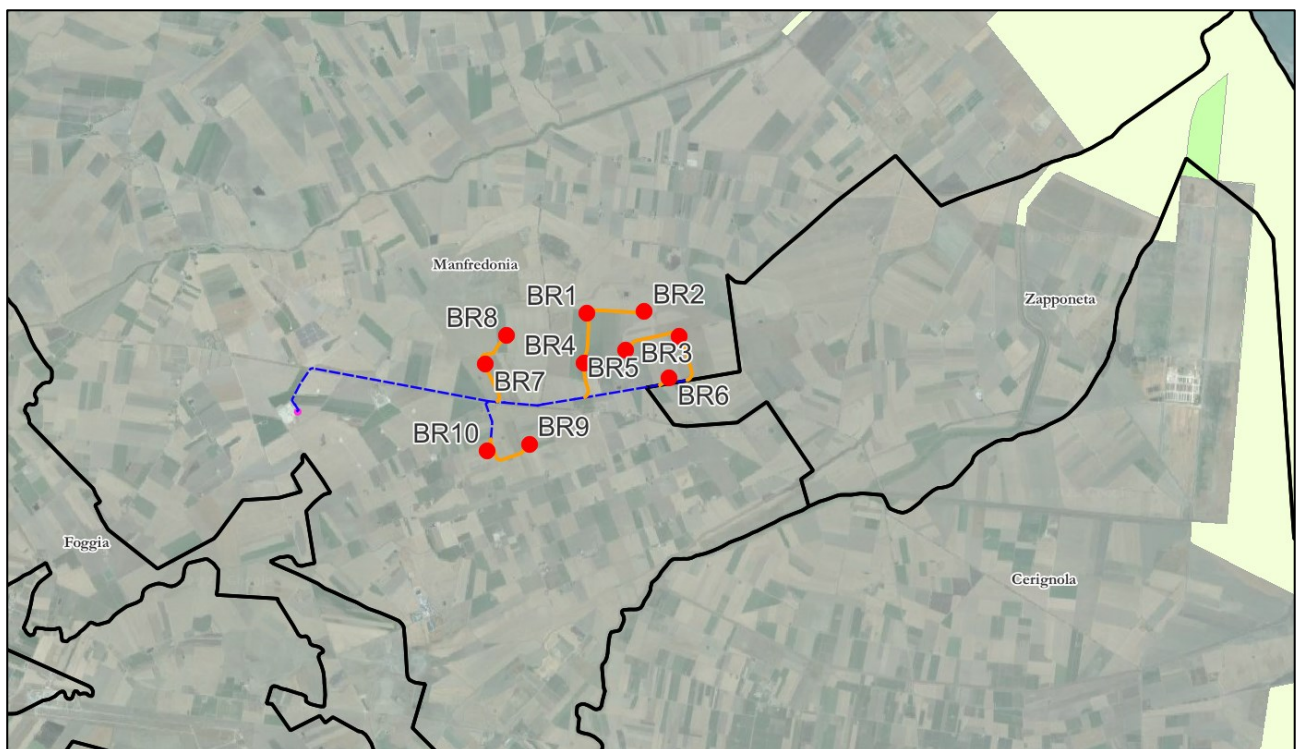 Manfredonia
BR1
BR2
Zapponeta
BR8
BR4
BR3
BR5
BR7
BR6
BR10
BR9
Foggia
Cerignola